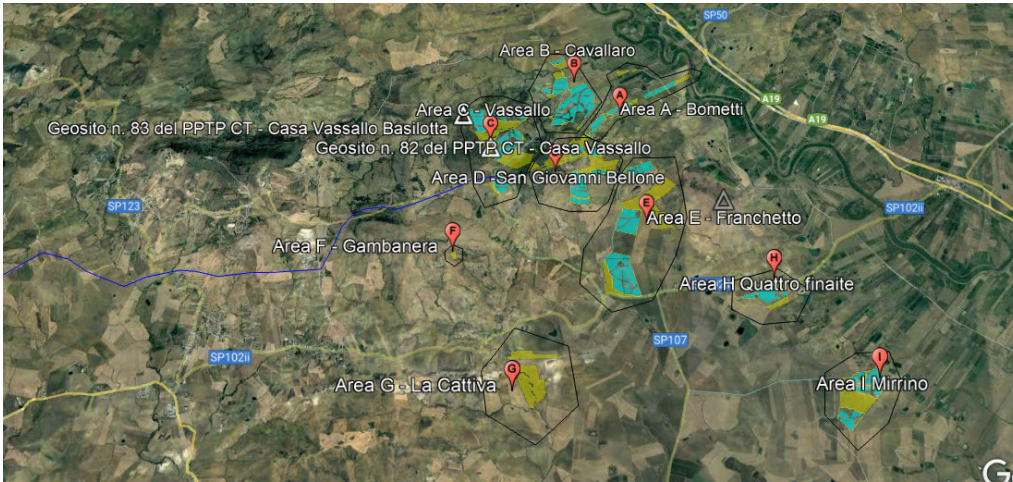 SP50
Area B - Cavallaro
B
A19
A
Area C - Vassallo
Area A - Bometti
A19
Geosito n. 83 del PPTP CT - Casa Vassallo Basilotta
C
Geosito n. 82 del PPTP CT - Casa Vassallo
Area D - San Giovanni Bellone
SP123
E
SP102ii
Area E - Franchetto
F
Area F - Gambanera
H
Area H Quattro finaite
SP107
SP102ii
I
G
Area G - La Cattiva
Area I Mirrino